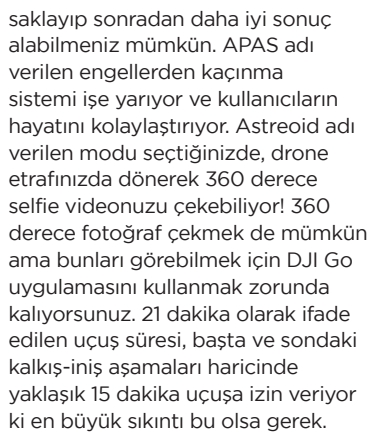 saklayıp sonradan daha iyi sonuç
alabilmeniz mümkün. APAS adı
verilen engellerden kaçınma
sistemi işe yarıyor ve kullanıcıların
hayatını kolaylaştırıyor. Astreoid adı
verilen modu seçtiğinizde, drone
etrafınızda dönerek 360 derece
selfie videonuzu çekebiliyor! 360
derece fotoğraf çekmek de mümkün
ama bunları görebilmek için DJI Go
uygulamasını kullanmak zorunda
kalıyorsunuz. 21 dakika olarak ifade
edilen uçuş süresi, başta ve sondaki
kalkış-iniş aşamaları haricinde
yaklaşık 15 dakika uçuşa izin veriyor
ki en büyük sıkıntı bu olsa gerek.